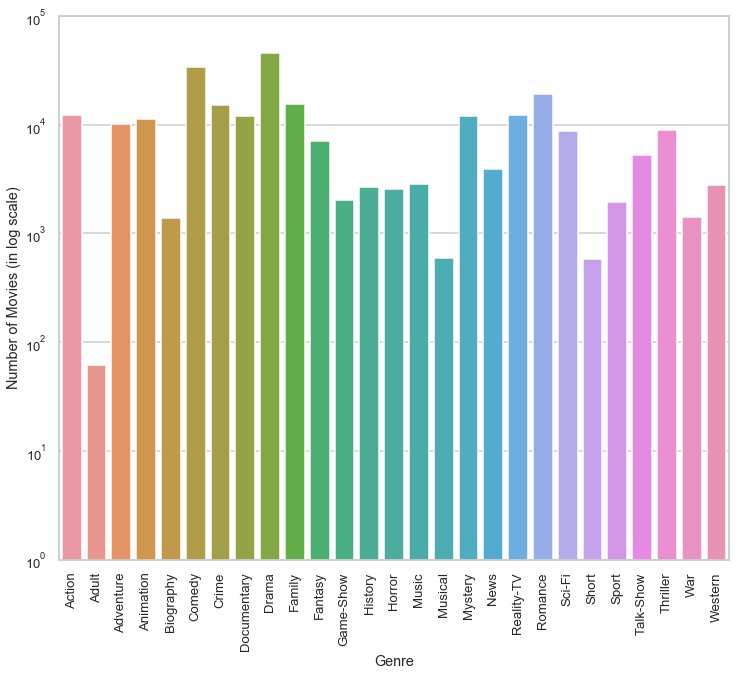 Number of Movies (in log scale)
10^5
10^4
10^3
10^2
10^1
10^0
Action
Adult
Adventure
Animation
Biography
Comedy
Crime
Documentary
Drama
Family
Fantasy
Game-Show
History
Horror
Music
Musical
Mystery
News
Reality-TV
Romance
Sci-Fi
Short
Sport
Talk-Show
Thriller
War
Western
Genre